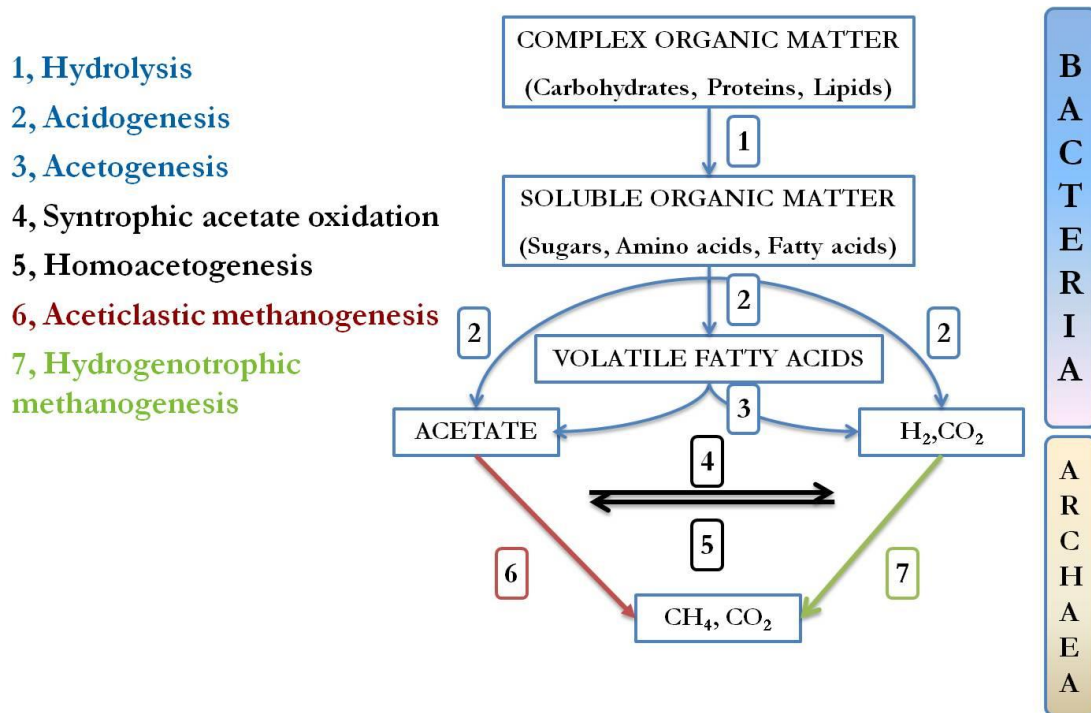 1, Hydrolysis
2, Acidogenesis
3, Acetogenesis
4, Syntrophic acetate oxidation
5, Homoacetogenesis
6, Aceticlastic methanogenesis
7, Hydrogenotrophic
methanogenesis
COMPLEX ORGANIC MATTER
(Carbohydrates, Proteins, Lipids)
1
SOLUBLE ORGANIC MATTER
(Sugars, Amino acids, Fatty acids)
2
2
2
VOLATILE FATTY ACIDS
3
ACETATE
H₂,CO₂
4
5
6
7
CH₄, CO₂
B
A
C
T
E
R
I
A
A
R
C
H
A
E
A